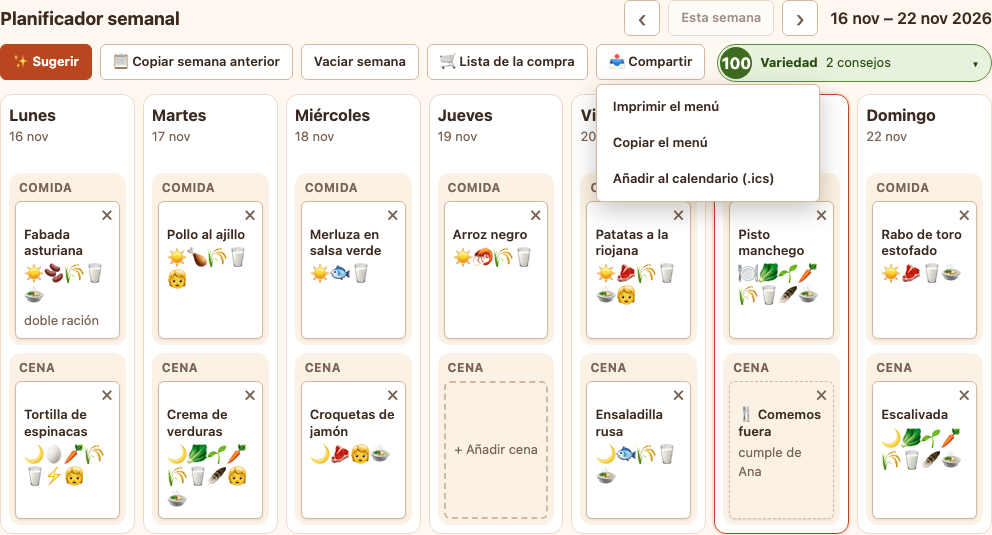 Planificador semanal
Esta semana
16 nov – 22 nov 2026
Sugerir
Copiar semana anterior
Vaciar semana
Lista de la compra
Compartir
100 Variedad 2 consejos
Imprimir el menú
Copiar el menú
Añadir al calendario (.ics)
Lunes
16 nov
COMIDA
Fabada
asturiana
doble ración
CENA
Tortilla de
espinacas
Martes
17 nov
COMIDA
Pollo al ajillo
CENA
Crema de
verduras
Miércoles
18 nov
COMIDA
Merluza en
salsa verde
CENA
Croquetas de
jamón
Jueves
19 nov
COMIDA
Arroz negro
CENA
+ Añadir cena
Patatas a la
riojana
CENA
Ensaladilla
rusa
Pisto
manchego
CENA
Comemos
fuera
cumple de
Ana
Domingo
22 nov
COMIDA
Rabo de toro
estofado
CENA
Escalivada